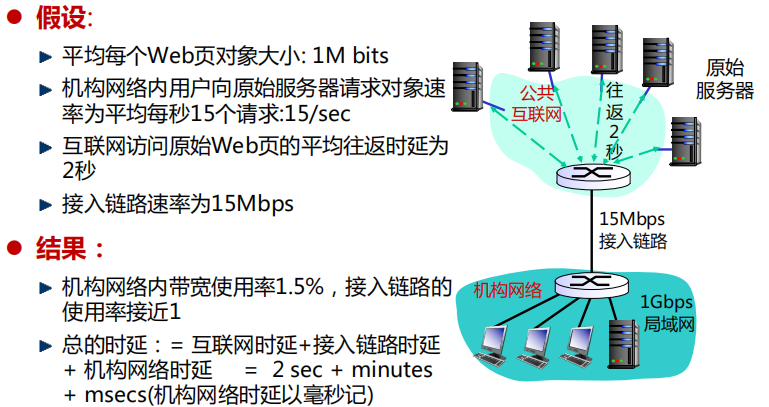 假设:
平均每个Web页对象大小: 1M bits
机构网络内用户向原始服务器请求对象速
率为平均每秒15个请求:15/sec
互联网访问原始Web页的平均往返时延为
2秒
接入链路速率为15Mbps
结果：
机构网络内带宽使用率1.5%，接入链路的
使用率接近1
总的时延：= 互联网时延+接入链路时延
+ 机构网络时延 = 2 sec + minutes
+ msecs(机构网络时延以毫秒记)
公共
互联网
往
返
2
秒
原始
服务器
15Mbps
接入链路
机构网络
1Gbps
局域网